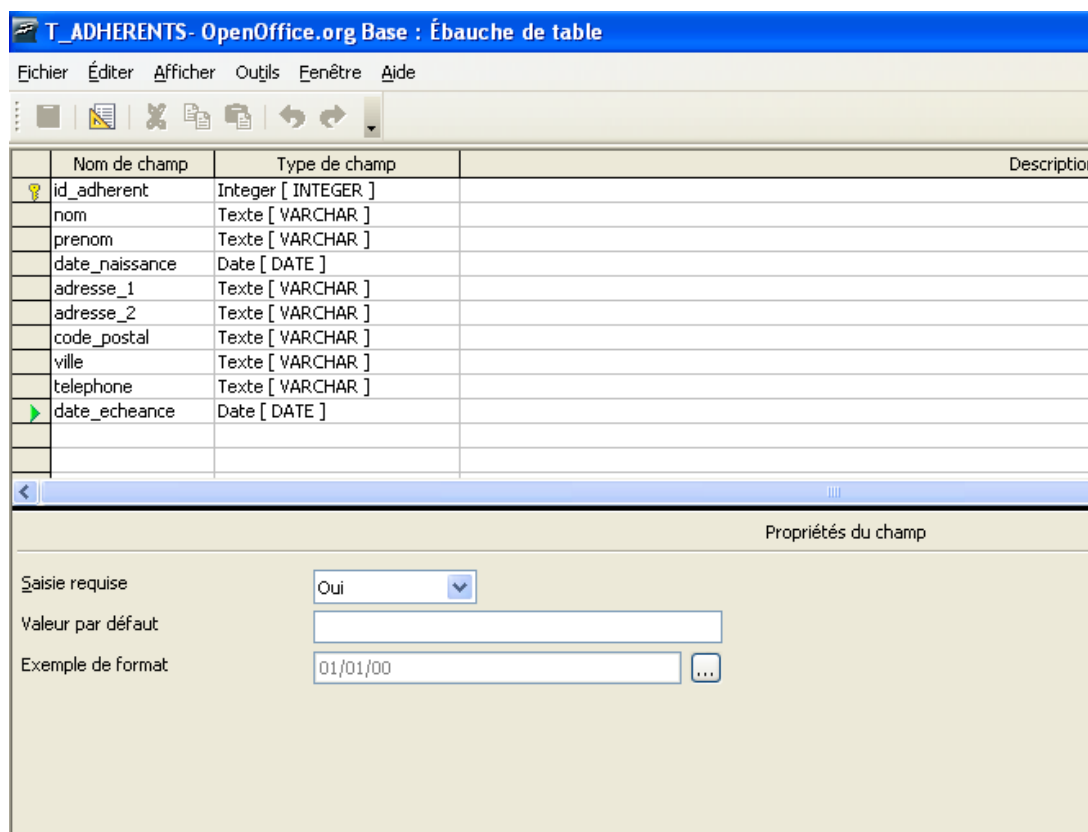 T_ADHERENTS- OpenOffice.org Base : Ébauche de table
Fichier Éditer Afficher Outils Fenêtre Aide
Nom de champ Type de champ Description
id_adherent Integer [ INTEGER ]
nom Texte [ VARCHAR ]
prenom Texte [ VARCHAR ]
date_naissance Date [ DATE ]
adresse_1 Texte [ VARCHAR ]
adresse_2 Texte [ VARCHAR ]
code_postal Texte [ VARCHAR ]
ville Texte [ VARCHAR ]
telephone Texte [ VARCHAR ]
date_echeance Date [ DATE ]
Propriétés du champ
Saisie requise Oui
Valeur par défaut
Exemple de format 01/01/00 ...